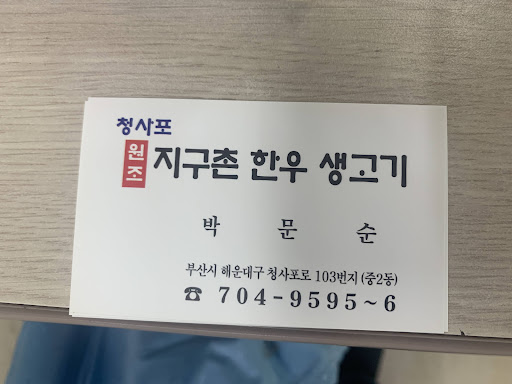 청사포
원조 지구촌 한우 생고기
박 문 순
부산시 해운대구 청사포로 103번지 (중2동)
☎ 704-9595~6